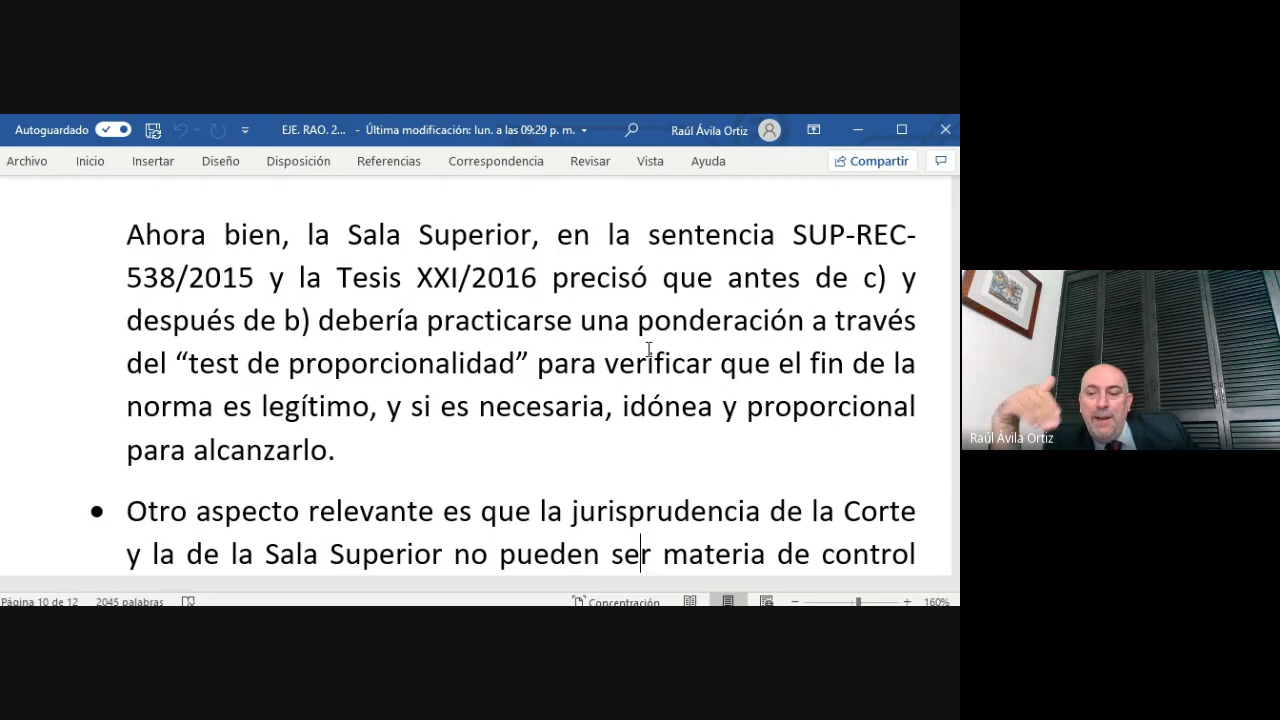 Autoguardado EJE. RAO. 2... - Última modificación: lun. a las 09:29 p. m. Raúl Ávila Ortiz
Archivo Inicio Insertar Diseño Disposición Referencias Correspondencia Revisar Vista Ayuda Compartir
Ahora bien, la Sala Superior, en la sentencia SUP-REC-
538/2015 y la Tesis XXI/2016 precisó que antes de c) y
después de b) debería practicarse una ponderación a través
del “test de proporcionalidad” para verificar que el fin de la
norma es legítimo, y si es necesaria, idónea y proporcional
para alcanzarlo.
• Otro aspecto relevante es que la jurisprudencia de la Corte
y la de la Sala Superior no pueden ser materia de control
Página 10 de 12 2045 palabras Concentración 160%
Raúl Ávila Ortiz